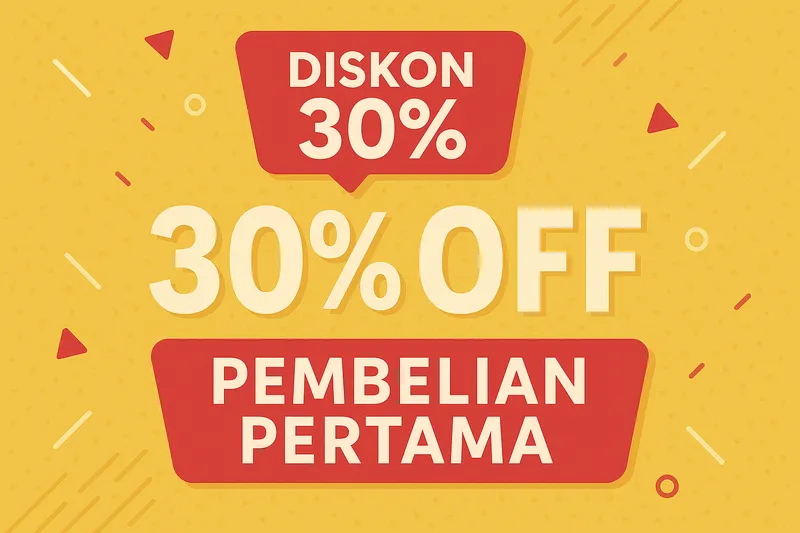 DISKON
30%
30% OFF
PEMBELIAN
PERTAMA